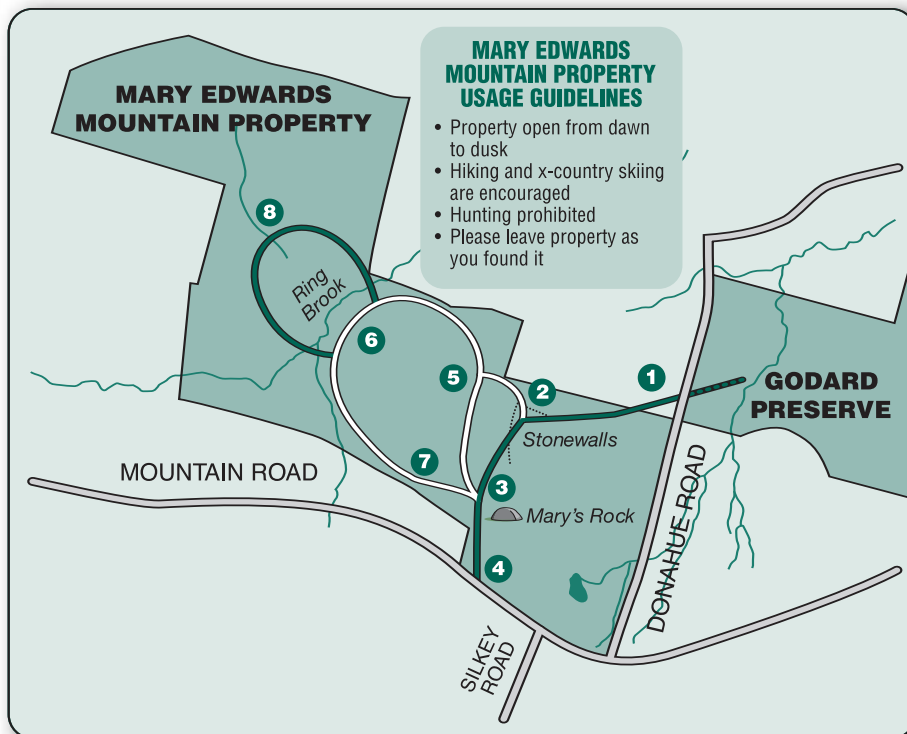 MARY EDWARDS
MOUNTAIN PROPERTY
MARY EDWARDS
MOUNTAIN PROPERTY
USAGE GUIDELINES
• Property open from dawn
to dusk
• Hiking and x-country skiing
are encouraged
• Hunting prohibited
• Please leave property as
you found it
8
Ring
Brook
6
5
2
1
GODARD
PRESERVE
Stonewalls
MOUNTAIN ROAD
7
3
Mary's Rock
4
DONAHUE ROAD
SILKEY
ROAD